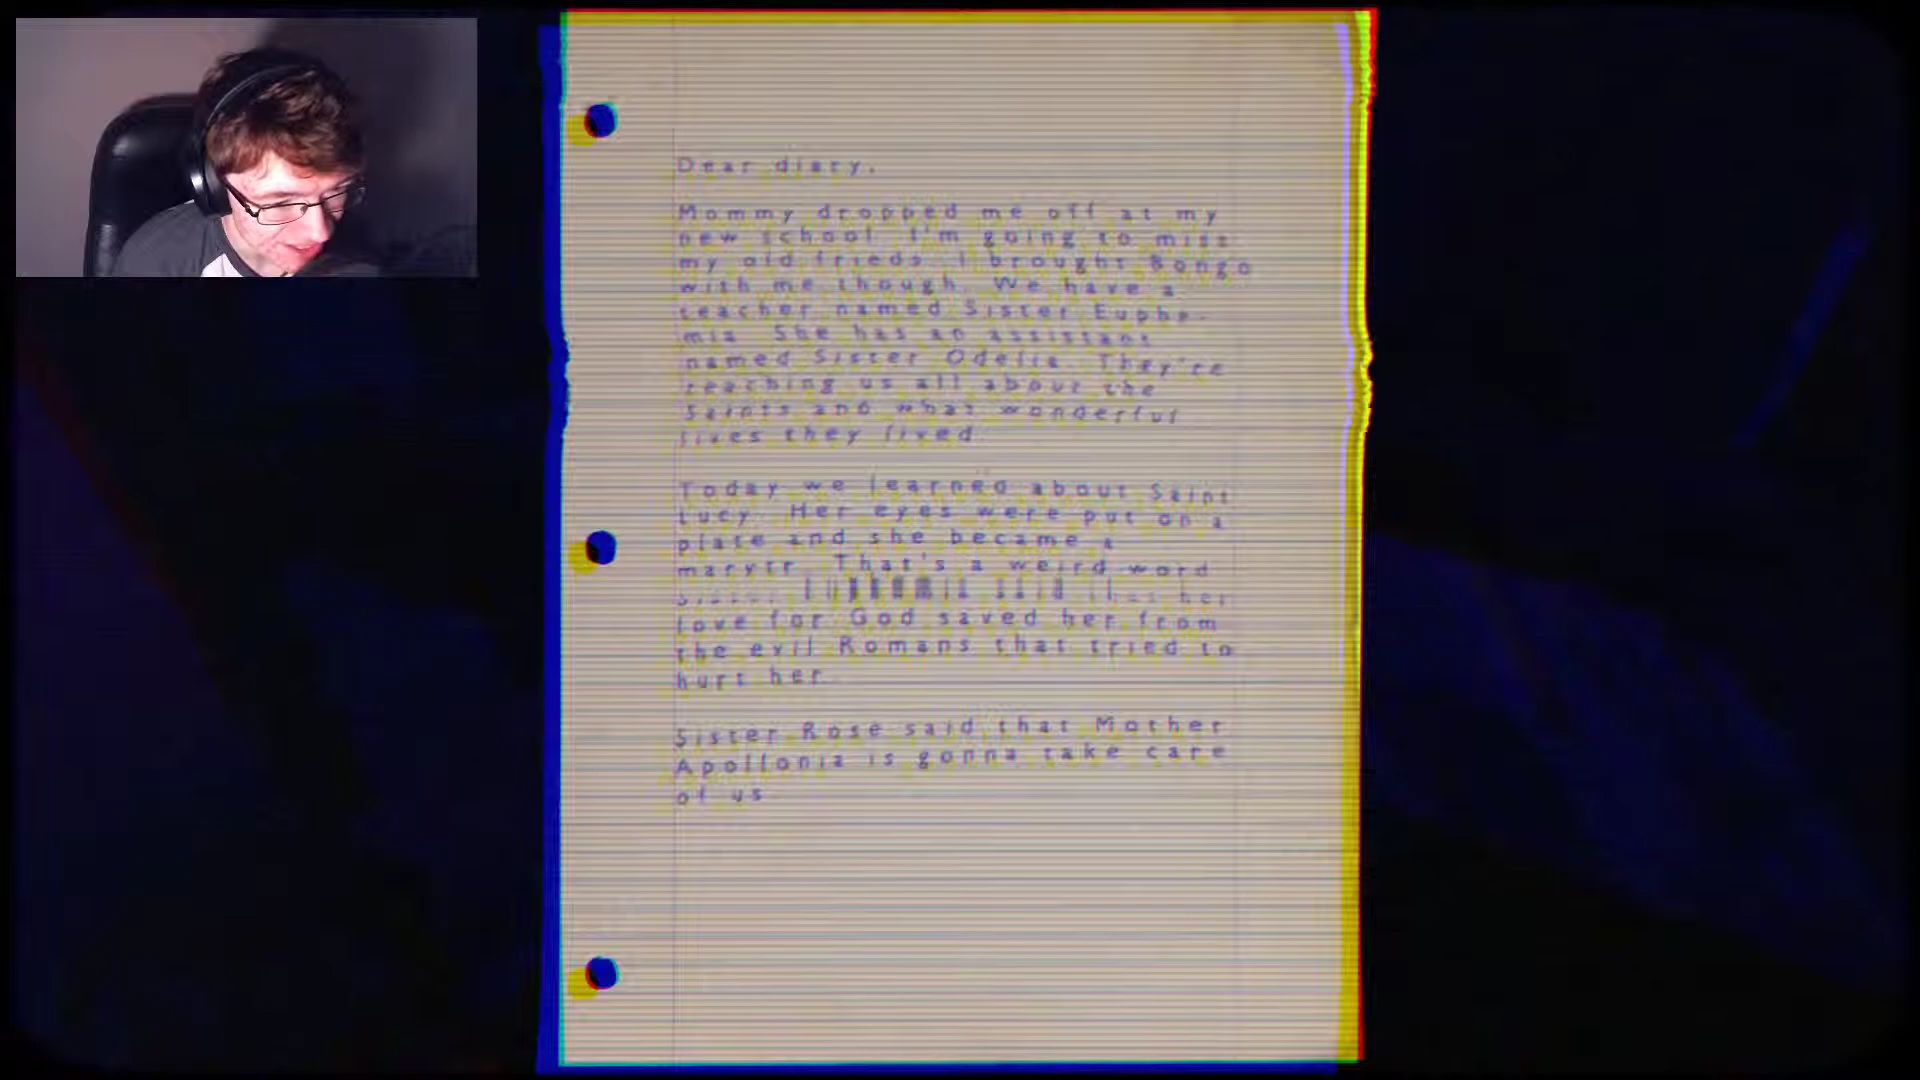 Dear diary.
Mommy dropped me off at my
new school. I'm going to miss
my old frieds. I brought Bongo
with me though. We have a
teacher named Sister Euphe-
mia. She has an assistant
named Sister Odelia. They're
teaching us all about the
Saints and what wonderful
lives they lived.
Today we learned about Saint
Lucy. Her eyes were put on a
plate and she became a
marytr. That's a weird word.
Sister said that her
love for God saved her from
the evil Romans that tried to
hurt her.
Sister Rose said that Mother
Apollonia is gonna take care
of us